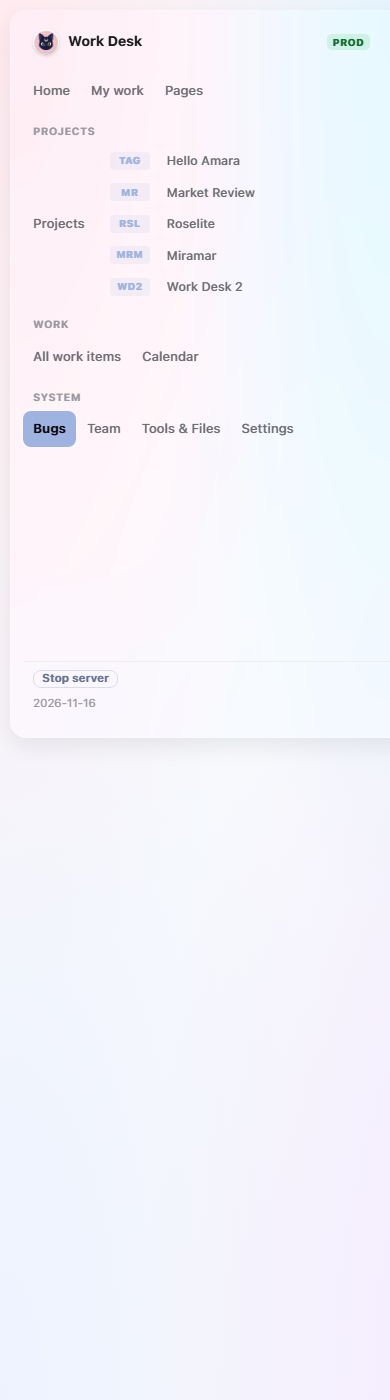 Work Desk PROD
Home My work Pages
PROJECTS
TAG Hello Amara
MR Market Review
Projects RSL Roselite
MRM Miramar
WD2 Work Desk 2
WORK
All work items Calendar
SYSTEM
Bugs Team Tools & Files Settings
Stop server
2026-11-16